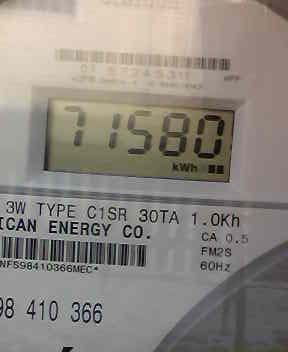 71580
kWh
3W TYPE C1SR 30TA 1.0Kh
ICAN ENERGY CO.
CA 0.5
FM2S
60Hz
NFS98410366MEC*
98 410 366